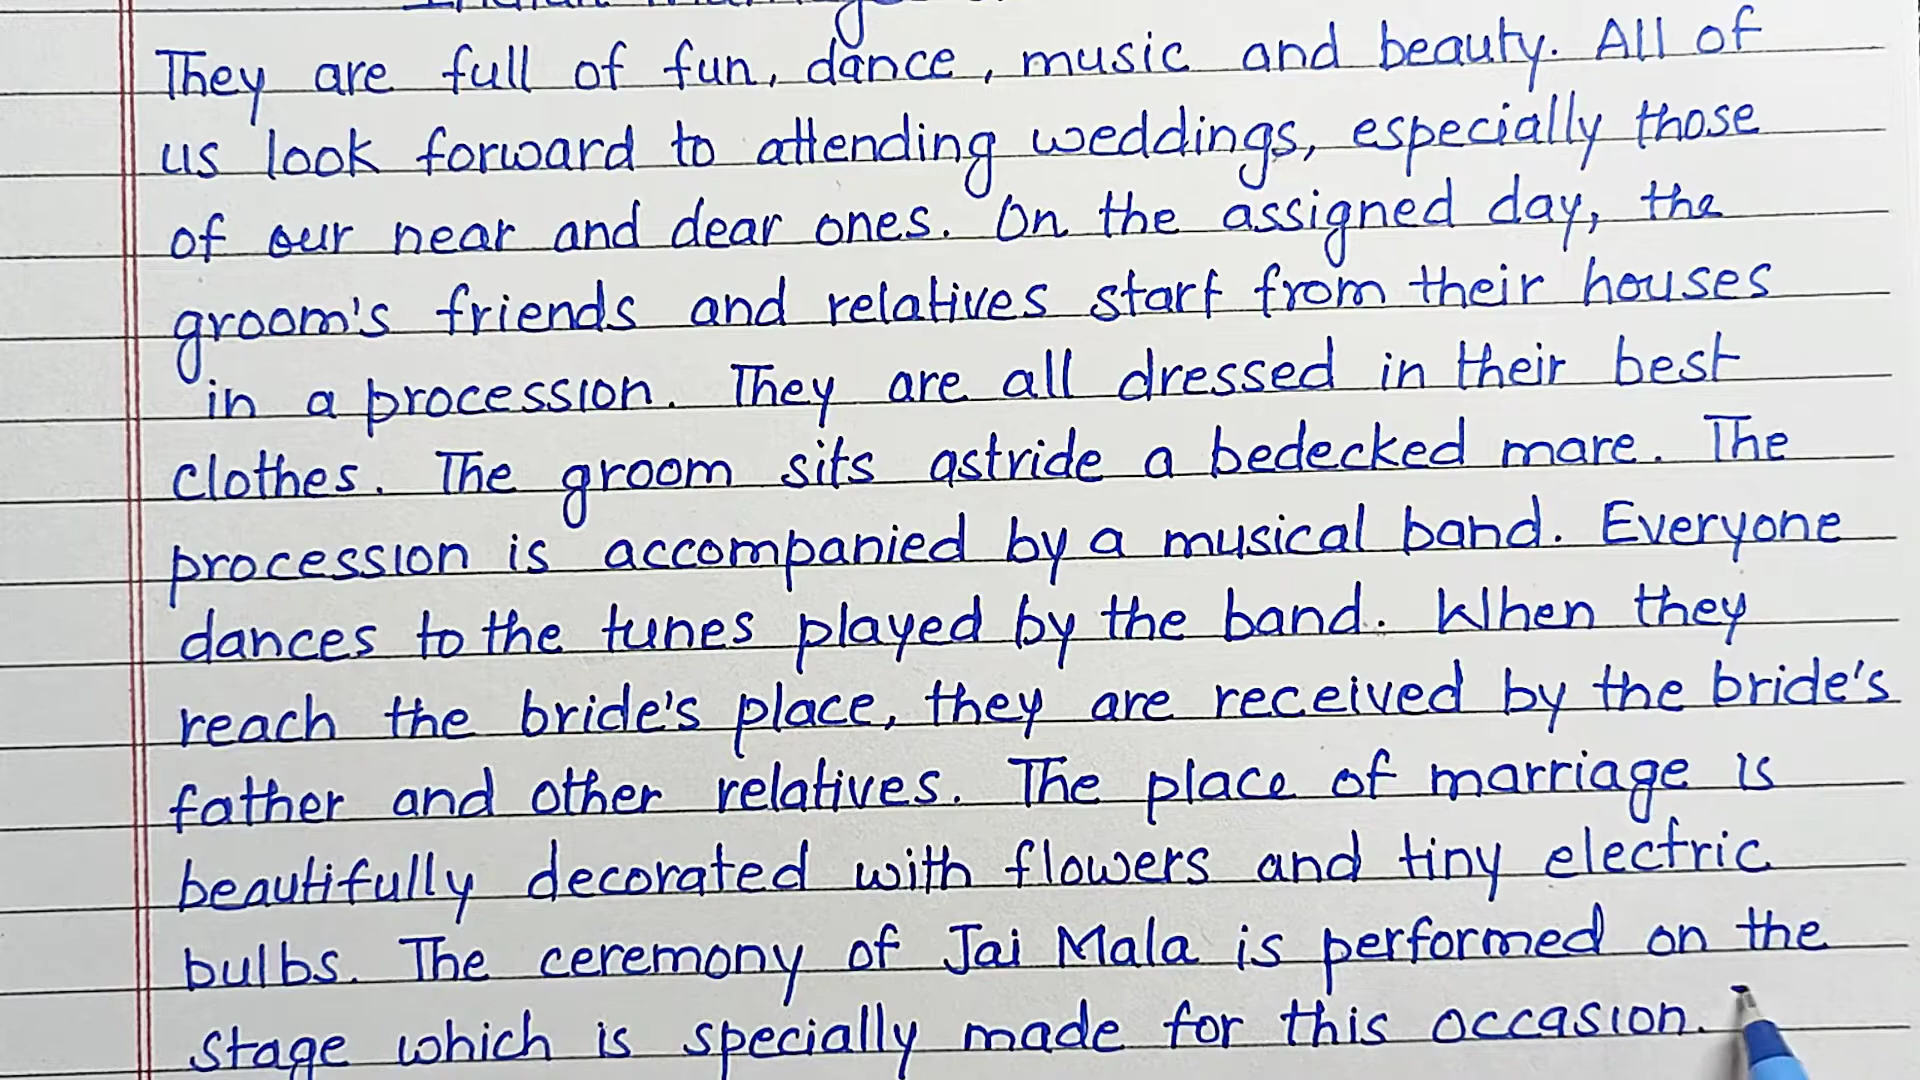 They are full of fun, dance, music and beauty. All of
us look forward to attending weddings, especially those
of our near and dear ones. On the assigned day, the
groom's friends and relatives start from their houses
in a procession. They are all dressed in their best
clothes. The groom sits astride a bedecked mare. The
procession is accompanied by a musical band. Everyone
dances to the tunes played by the band. When they
reach the bride's place, they are received by the bride's
father and other relatives. The place of marriage is
beautifully decorated with flowers and tiny electric
bulbs. The ceremony of Jai Mala is performed on the
stage which is specially made for this occasion.